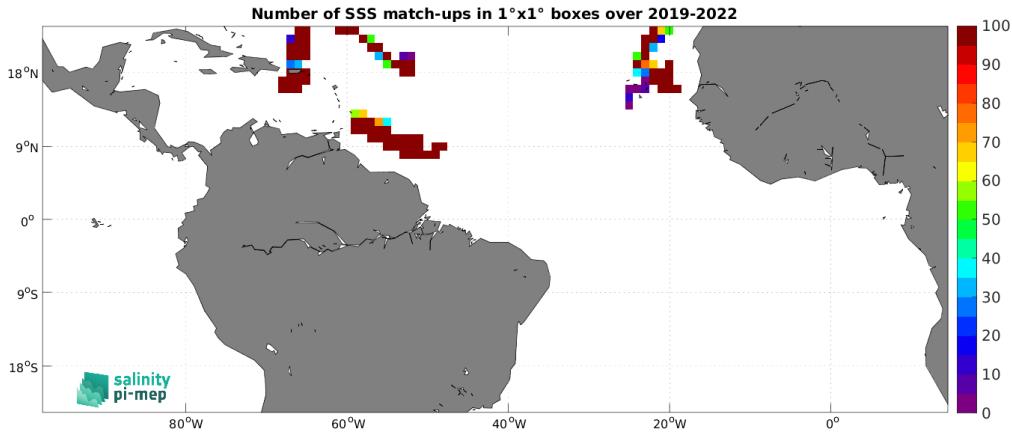 Number of SSS match-ups in 1°x1° boxes over 2019-2022
18°N
9°N
0°
9°S
18°S
80°W
60°W
40°W
20°W
0°
100
90
80
70
60
50
40
30
20
10
0
salinity
pi-mep